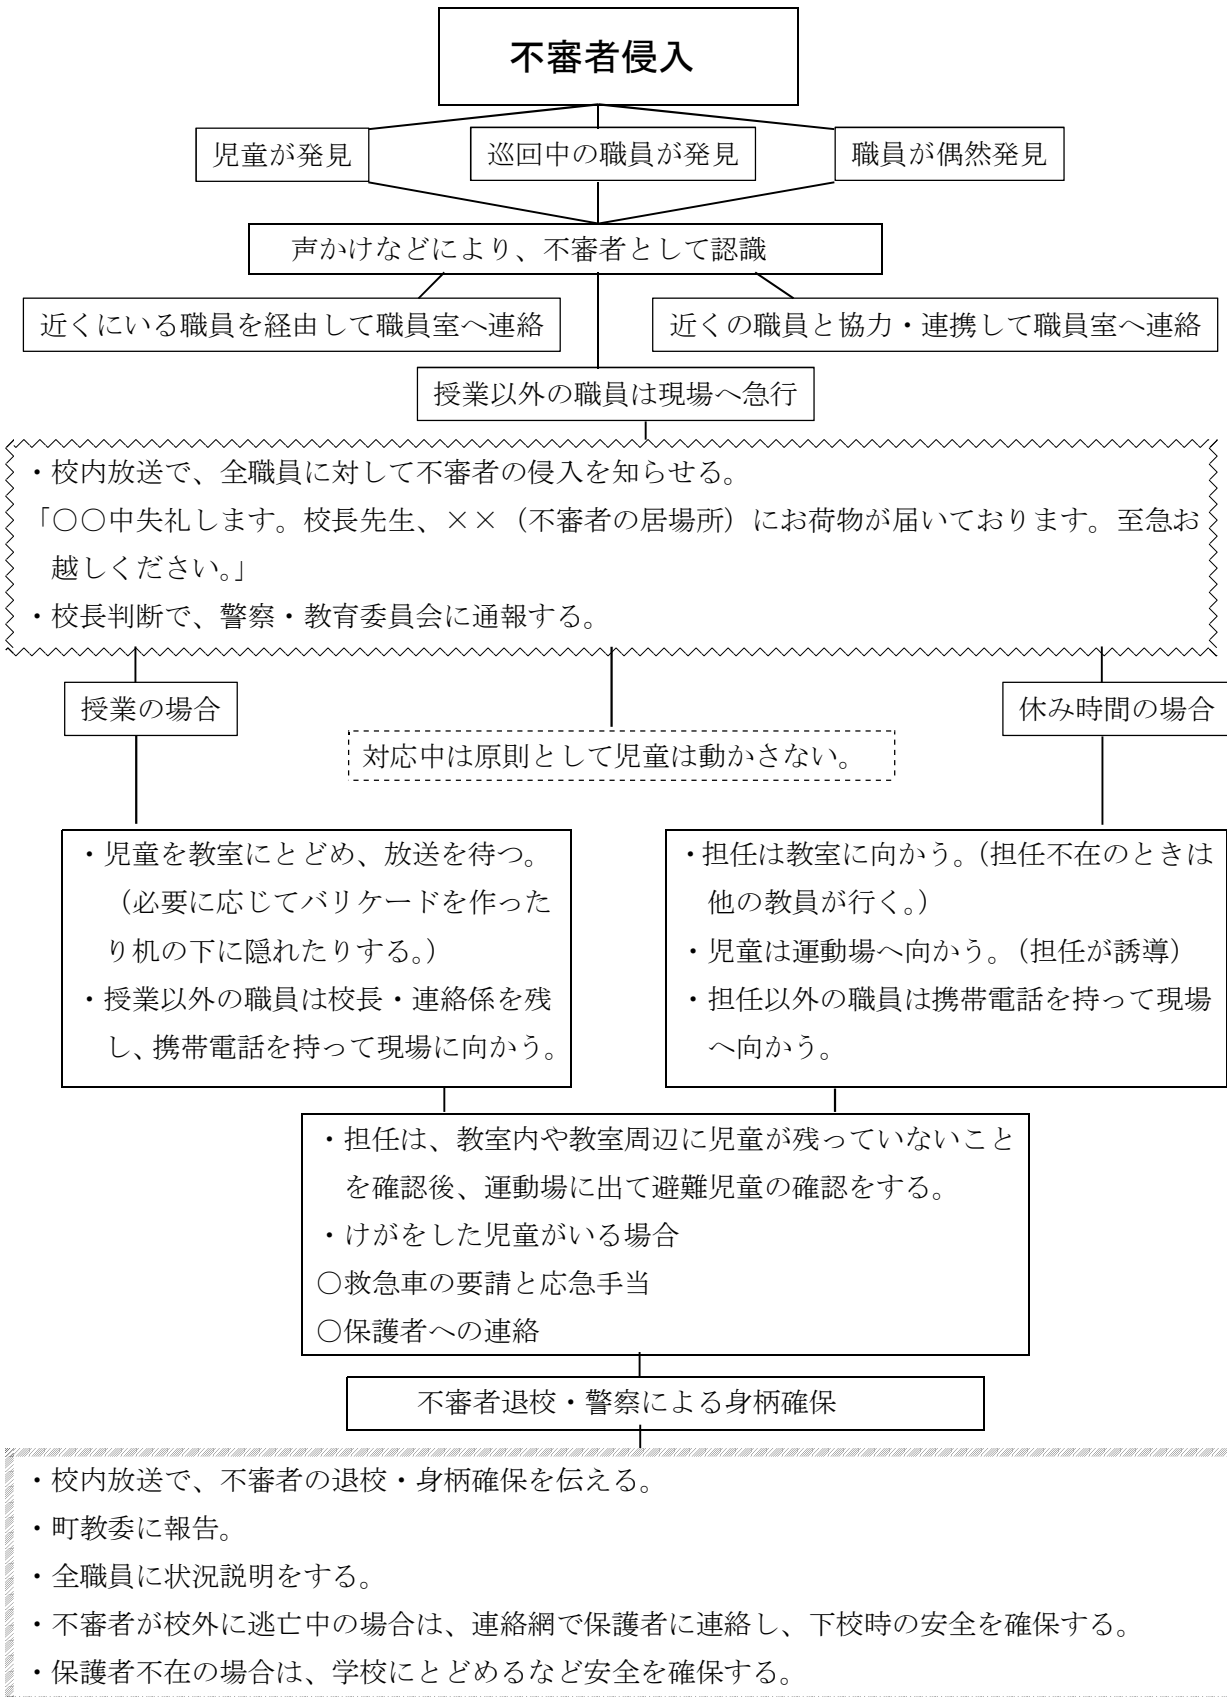 不審者侵入
児童が発見
巡回中の職員が発見
職員が偶然発見
声かけなどにより、不審者として認識
近くにいる職員を経由して職員室へ連絡
近くの職員と協力・連携して職員室へ連絡
授業以外の職員は現場へ急行
・校内放送で、全職員に対して不審者の侵入を知らせる。
「○○中失礼します。校長先生、××（不審者の居場所）にお荷物が届いております。至急お
越しください。」
・校長判断で、警察・教育委員会に通報する。
授業の場合
休み時間の場合
対応中は原則として児童は動かさない。
・児童を教室にとどめ、放送を待つ。
（必要に応じてバリケードを作った
り机の下に隠れたりする。）
・授業以外の職員は校長・連絡係を残
し、携帯電話を持って現場に向かう。
・担任は教室に向かう。（担任不在のときは
他の教員が行く。）
・児童は運動場へ向かう。（担任が誘導）
・担任以外の職員は携帯電話を持って現場
へ向かう。
・担任は、教室内や教室周辺に児童が残っていないこと
を確認後、運動場に出て避難児童の確認をする。
・けがをした児童がいる場合
○救急車の要請と応急手当
○保護者への連絡
不審者退校・警察による身柄確保
・校内放送で、不審者の退校・身柄確保を伝える。
・町教委に報告。
・全職員に状況説明をする。
・不審者が校外に逃亡中の場合は、連絡網で保護者に連絡し、下校時の安全を確保する。
・保護者不在の場合は、学校にとどめるなど安全を確保する。